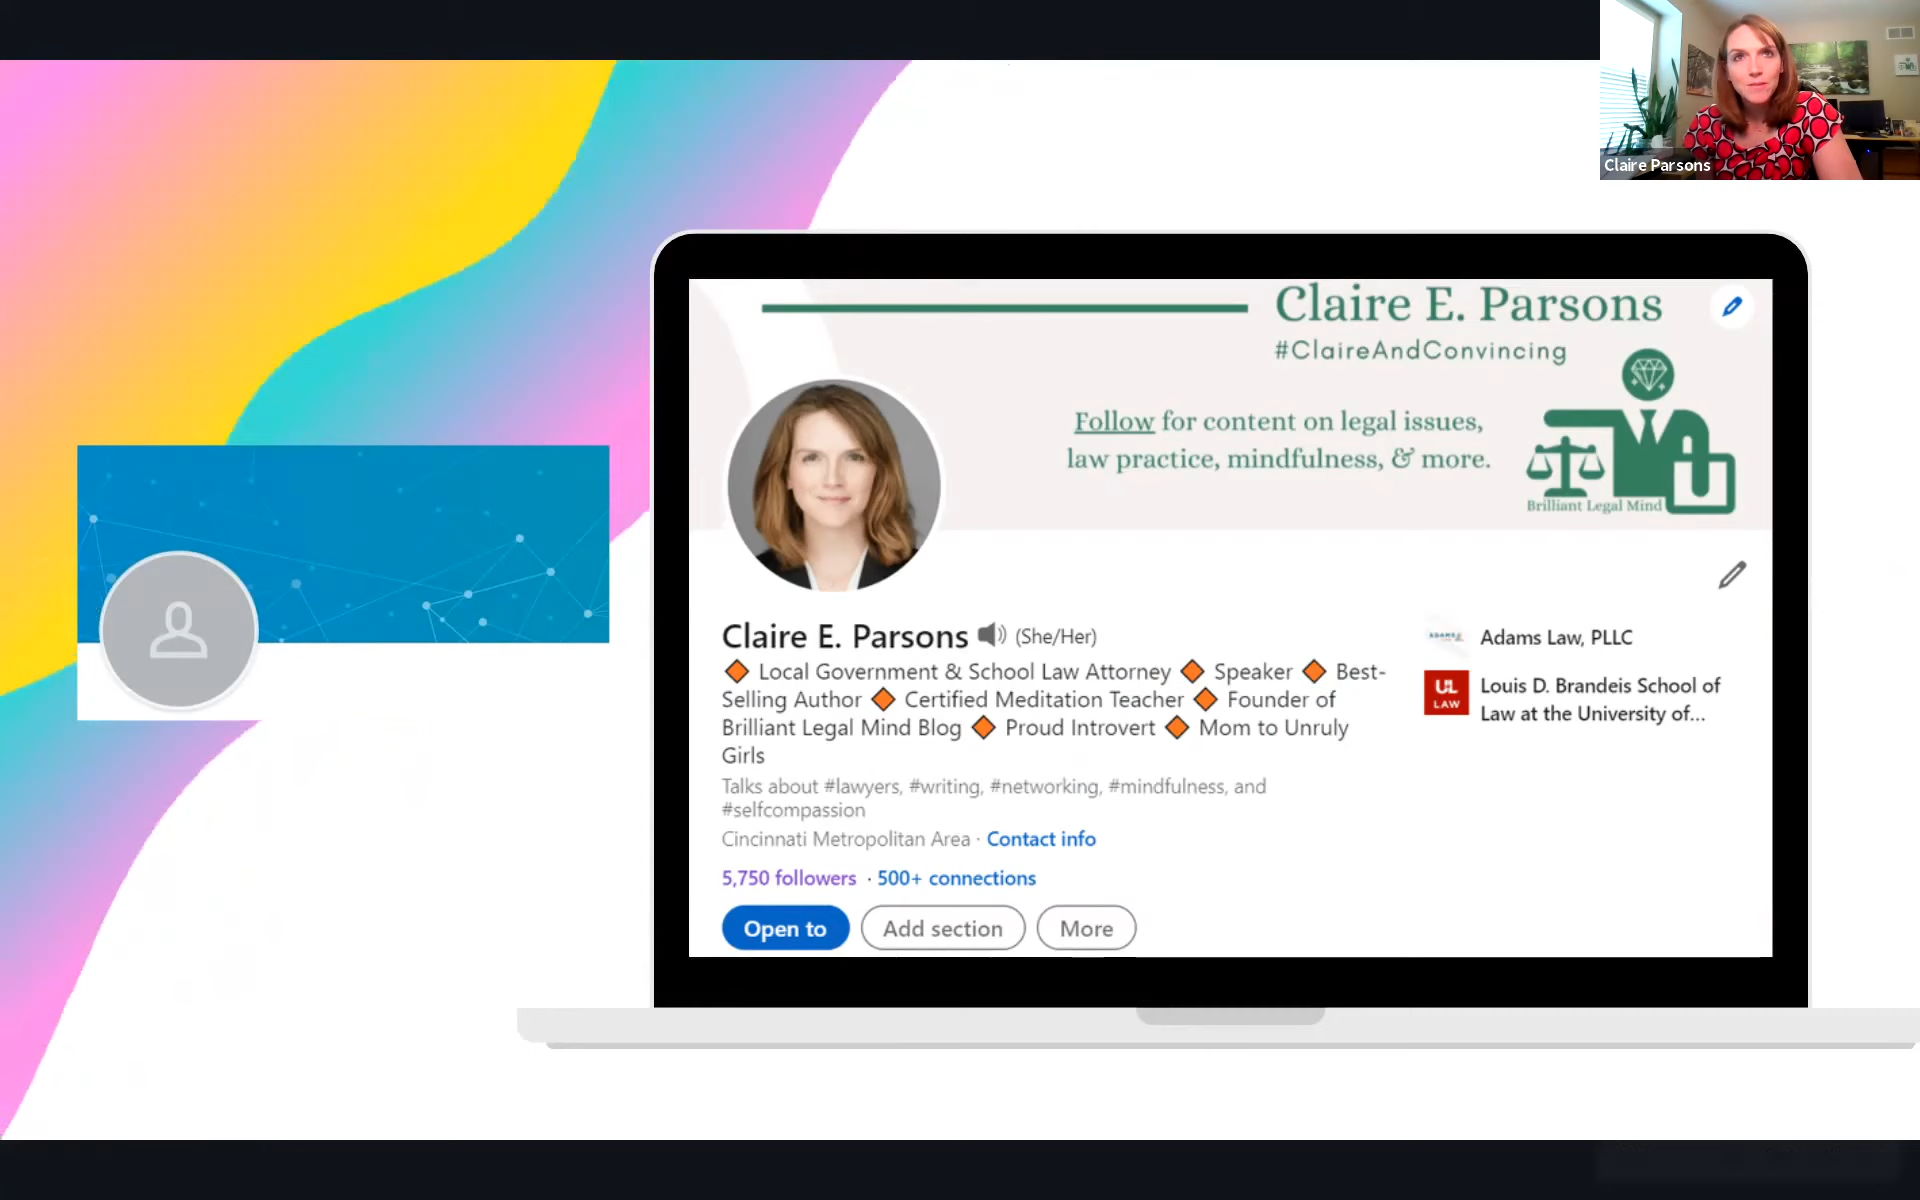 Claire Parsons
Claire E. Parsons
#ClaireAndConvincing
Follow for content on legal issues,
law practice, mindfulness, & more.
Brilliant Legal Mind
Claire E. Parsons (She/Her)
🔶 Local Government & School Law Attorney 🔶 Speaker 🔶 Best-
Selling Author 🔶 Certified Meditation Teacher 🔶 Founder of
Brilliant Legal Mind Blog 🔶 Proud Introvert 🔶 Mom to Unruly
Girls
Talks about #lawyers, #writing, #networking, #mindfulness, and
#selfcompassion
Cincinnati Metropolitan Area · Contact info
5,750 followers · 500+ connections
Open to
Add section
More
ADAMS
Adams Law, PLLC
UL
LAW
Louis D. Brandeis School of
Law at the University of...